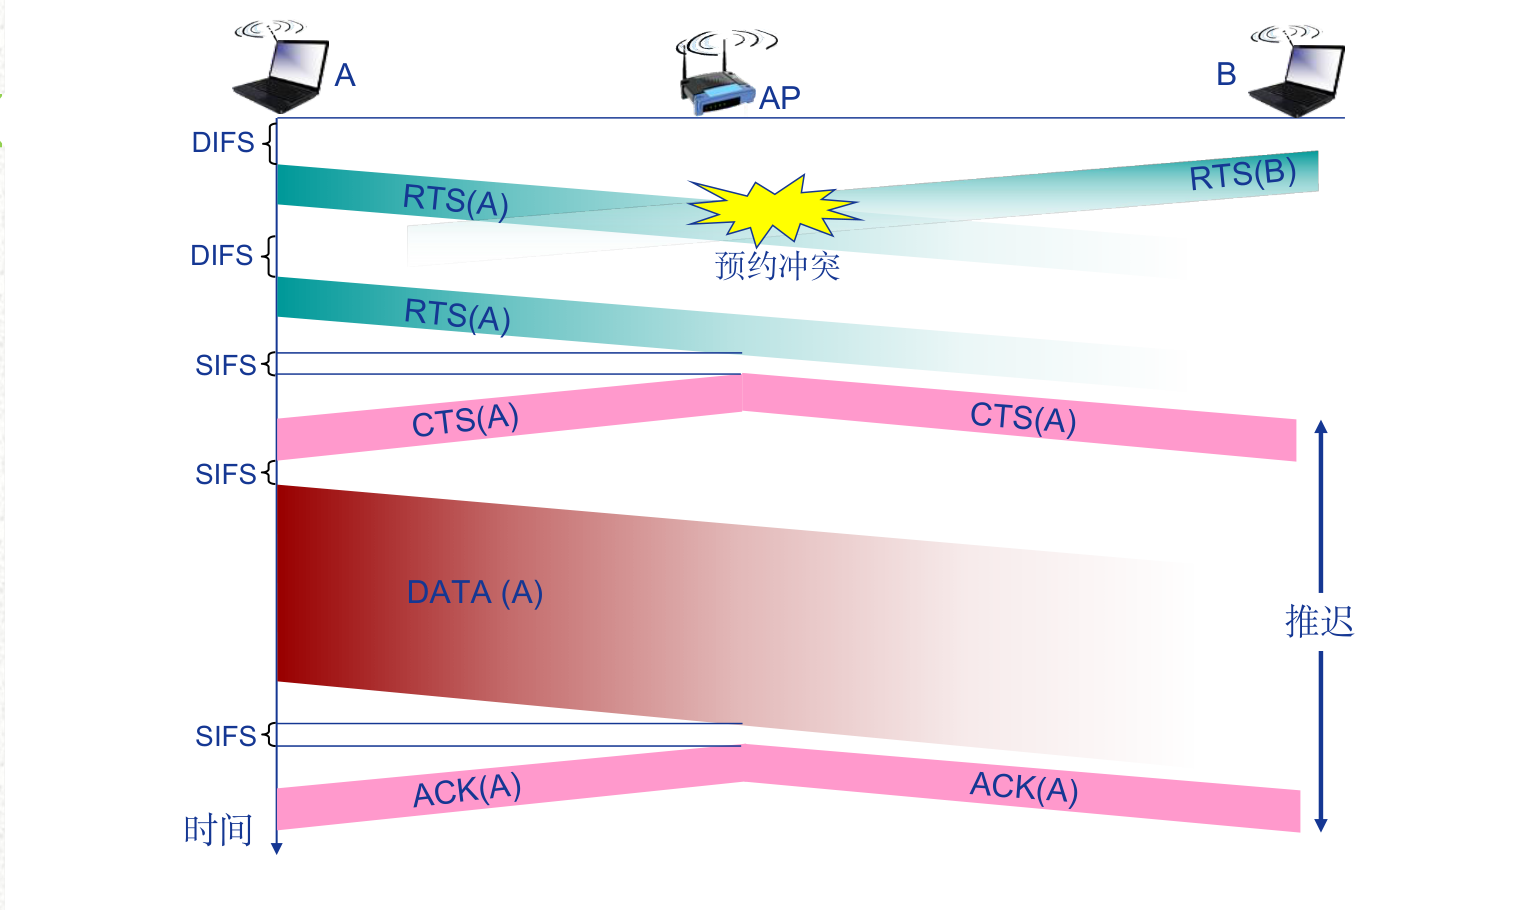 A
AP
B
DIFS
RTS(A)
RTS(B)
DIFS
预约冲突
RTS(A)
SIFS
CTS(A)
CTS(A)
SIFS
DATA (A)
推迟
SIFS
ACK(A)
ACK(A)
时间